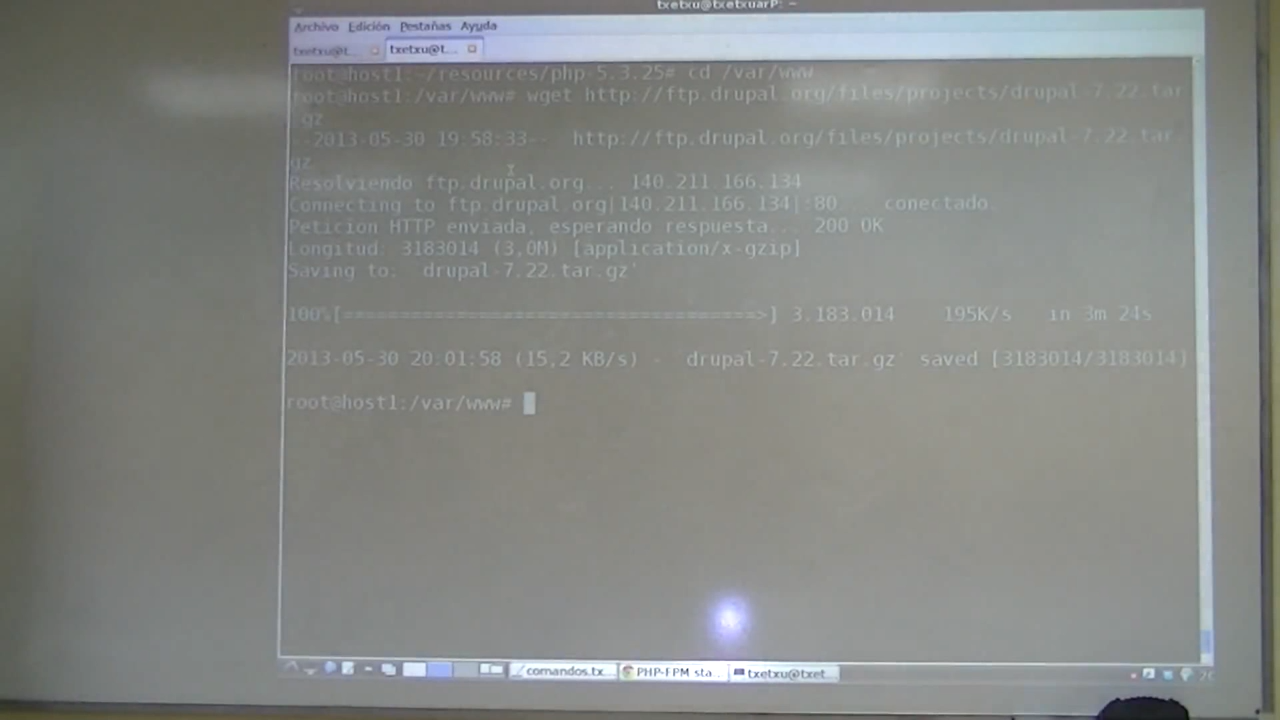 txetxu@txetxuarP: ~
Archivo Edición Pestañas Ayuda
txetxu@t... txetxu@t...
root@host1:~/resources/php-5.3.25# cd /var/www
root@host1:/var/www# wget http://ftp.drupal.org/files/projects/drupal-7.22.tar
.gz
--2013-05-30 19:58:33-- http://ftp.drupal.org/files/projects/drupal-7.22.tar.
gz
Resolviendo ftp.drupal.org... 140.211.166.134
Connecting to ftp.drupal.org|140.211.166.134|:80... conectado.
Peticion HTTP enviada, esperando respuesta... 200 OK
Longitud: 3183014 (3,0M) [application/x-gzip]
Saving to: `drupal-7.22.tar.gz'
100%[====================================>] 3.183.014 195K/s in 3m 24s
2013-05-30 20:01:58 (15,2 KB/s) - `drupal-7.22.tar.gz' saved [3183014/3183014]
root@host1:/var/www#
comandos.tx... PHP-FPM sta... txetxu@txet...